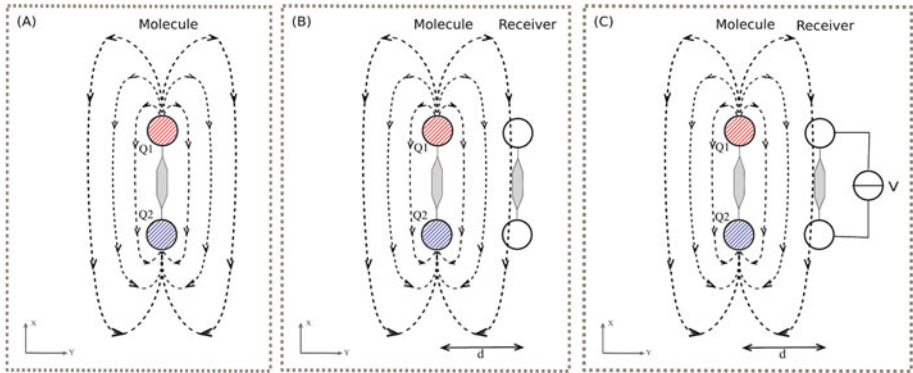 (A)
Molecule
Q1
Q2
X
Y
(B)
Molecule
Receiver
Q1
Q2
d
X
Y
(C)
Molecule
Receiver
Q1
Q2
V
d
X
Y